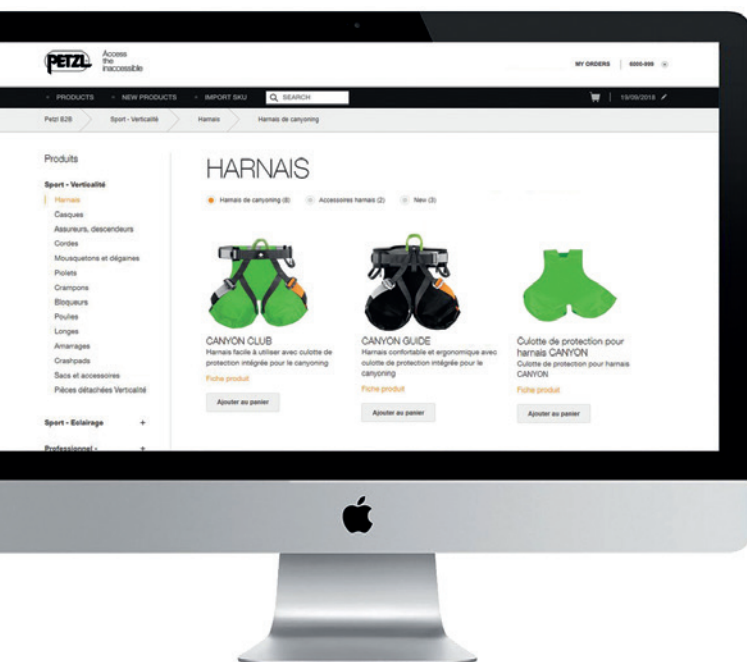 PETZL
Access
the
inaccessible
MY ORDERS
6000-999
PRODUCTS
NEW PRODUCTS
IMPORT SKU
SEARCH
19/09/2018
Petzl B2B
Sport - Verticalité
Harnais
Harnais de canyoning
Produits
Sport - Verticalité
Harnais
Casques
Assureurs, descendeurs
Cordes
Mousquetons et dégaines
Piolets
Crampons
Bloqueurs
Poulies
Longes
Amarrages
Crashpads
Sacs et accessoires
Pièces détachées Verticalité
Sport - Eclairage +
Professionnel - +
HARNAIS
Harnais de canyoning (8)
Accessoires harnais (2)
New (3)
CANYON CLUB
Harnais facile à utiliser avec culotte de
protection intégrée pour le canyoning
Fiche produit
Ajouter au panier
CANYON GUIDE
Harnais confortable et ergonomique avec
culotte de protection intégrée pour le
canyoning
Fiche produit
Ajouter au panier
Culotte de protection pour
harnais CANYON
Culotte de protection pour harnais
CANYON
Fiche produit
Ajouter au panier